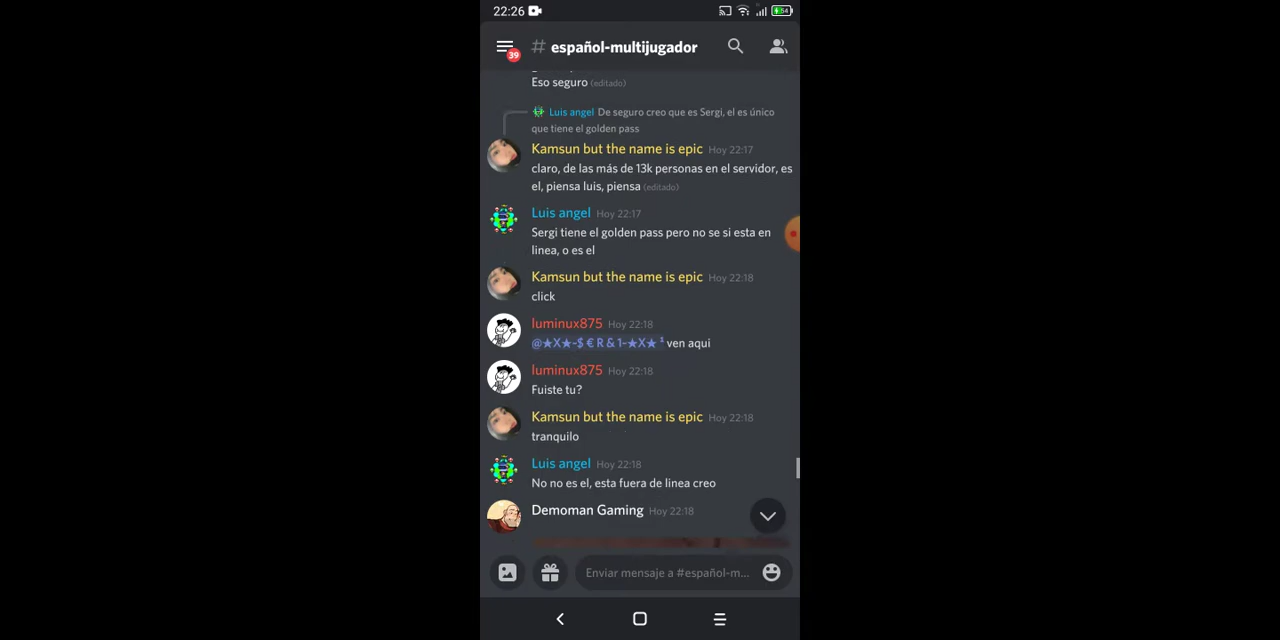 22:26
54
39
# español-multijugador
Eso seguro (editado)
Luis angel De seguro creo que es Sergi, el es único
que tiene el golden pass
Kamsun but the name is epic Hoy 22:17
claro, de las más de 13k personas en el servidor, es
el, piensa luis, piensa (editado)
Luis angel Hoy 22:17
Sergi tiene el golden pass pero no se si esta en
linea, o es el
Kamsun but the name is epic Hoy 22:18
click
luminux875 Hoy 22:18
@★X★-$ € R & 1-★X★ ¹ ven aqui
luminux875 Hoy 22:18
Fuiste tu?
Kamsun but the name is epic Hoy 22:18
tranquilo
Luis angel Hoy 22:18
No no es el, esta fuera de linea creo
Demoman Gaming Hoy 22:18
Enviar mensaje a #español-m...